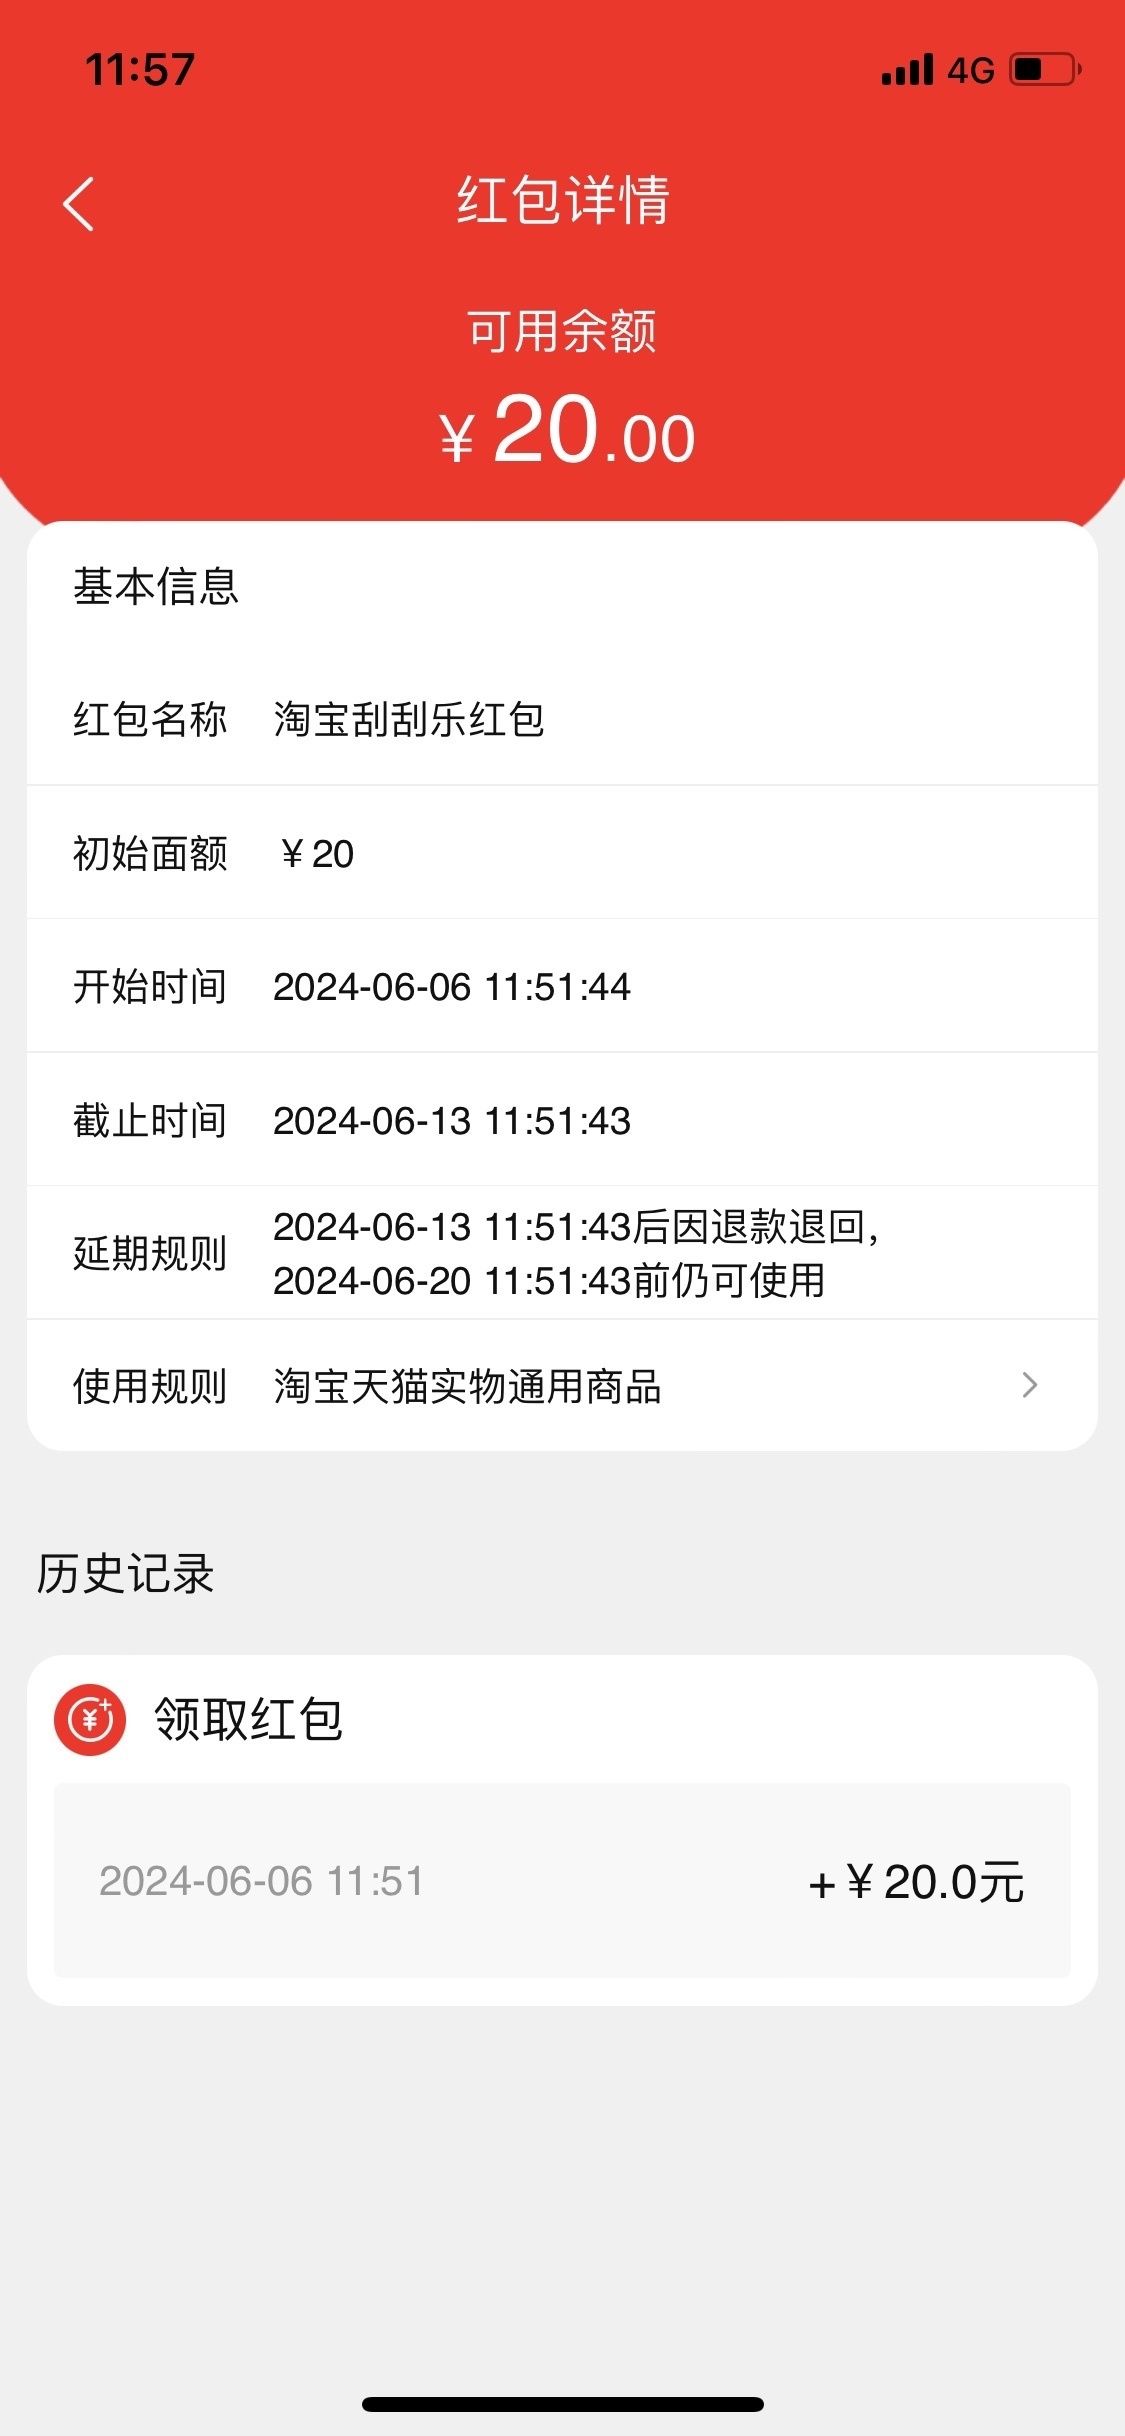 11:57
4G
红包详情
可用余额
¥20.00
基本信息
红包名称 淘宝刮刮乐红包
初始面额 ¥20
开始时间 2024-06-06 11:51:44
截止时间 2024-06-13 11:51:43
延期规则 2024-06-13 11:51:43后因退款退回，
2024-06-20 11:51:43前仍可使用
使用规则 淘宝天猫实物通用商品
历史记录
领取红包
2024-06-06 11:51 +¥20.0元